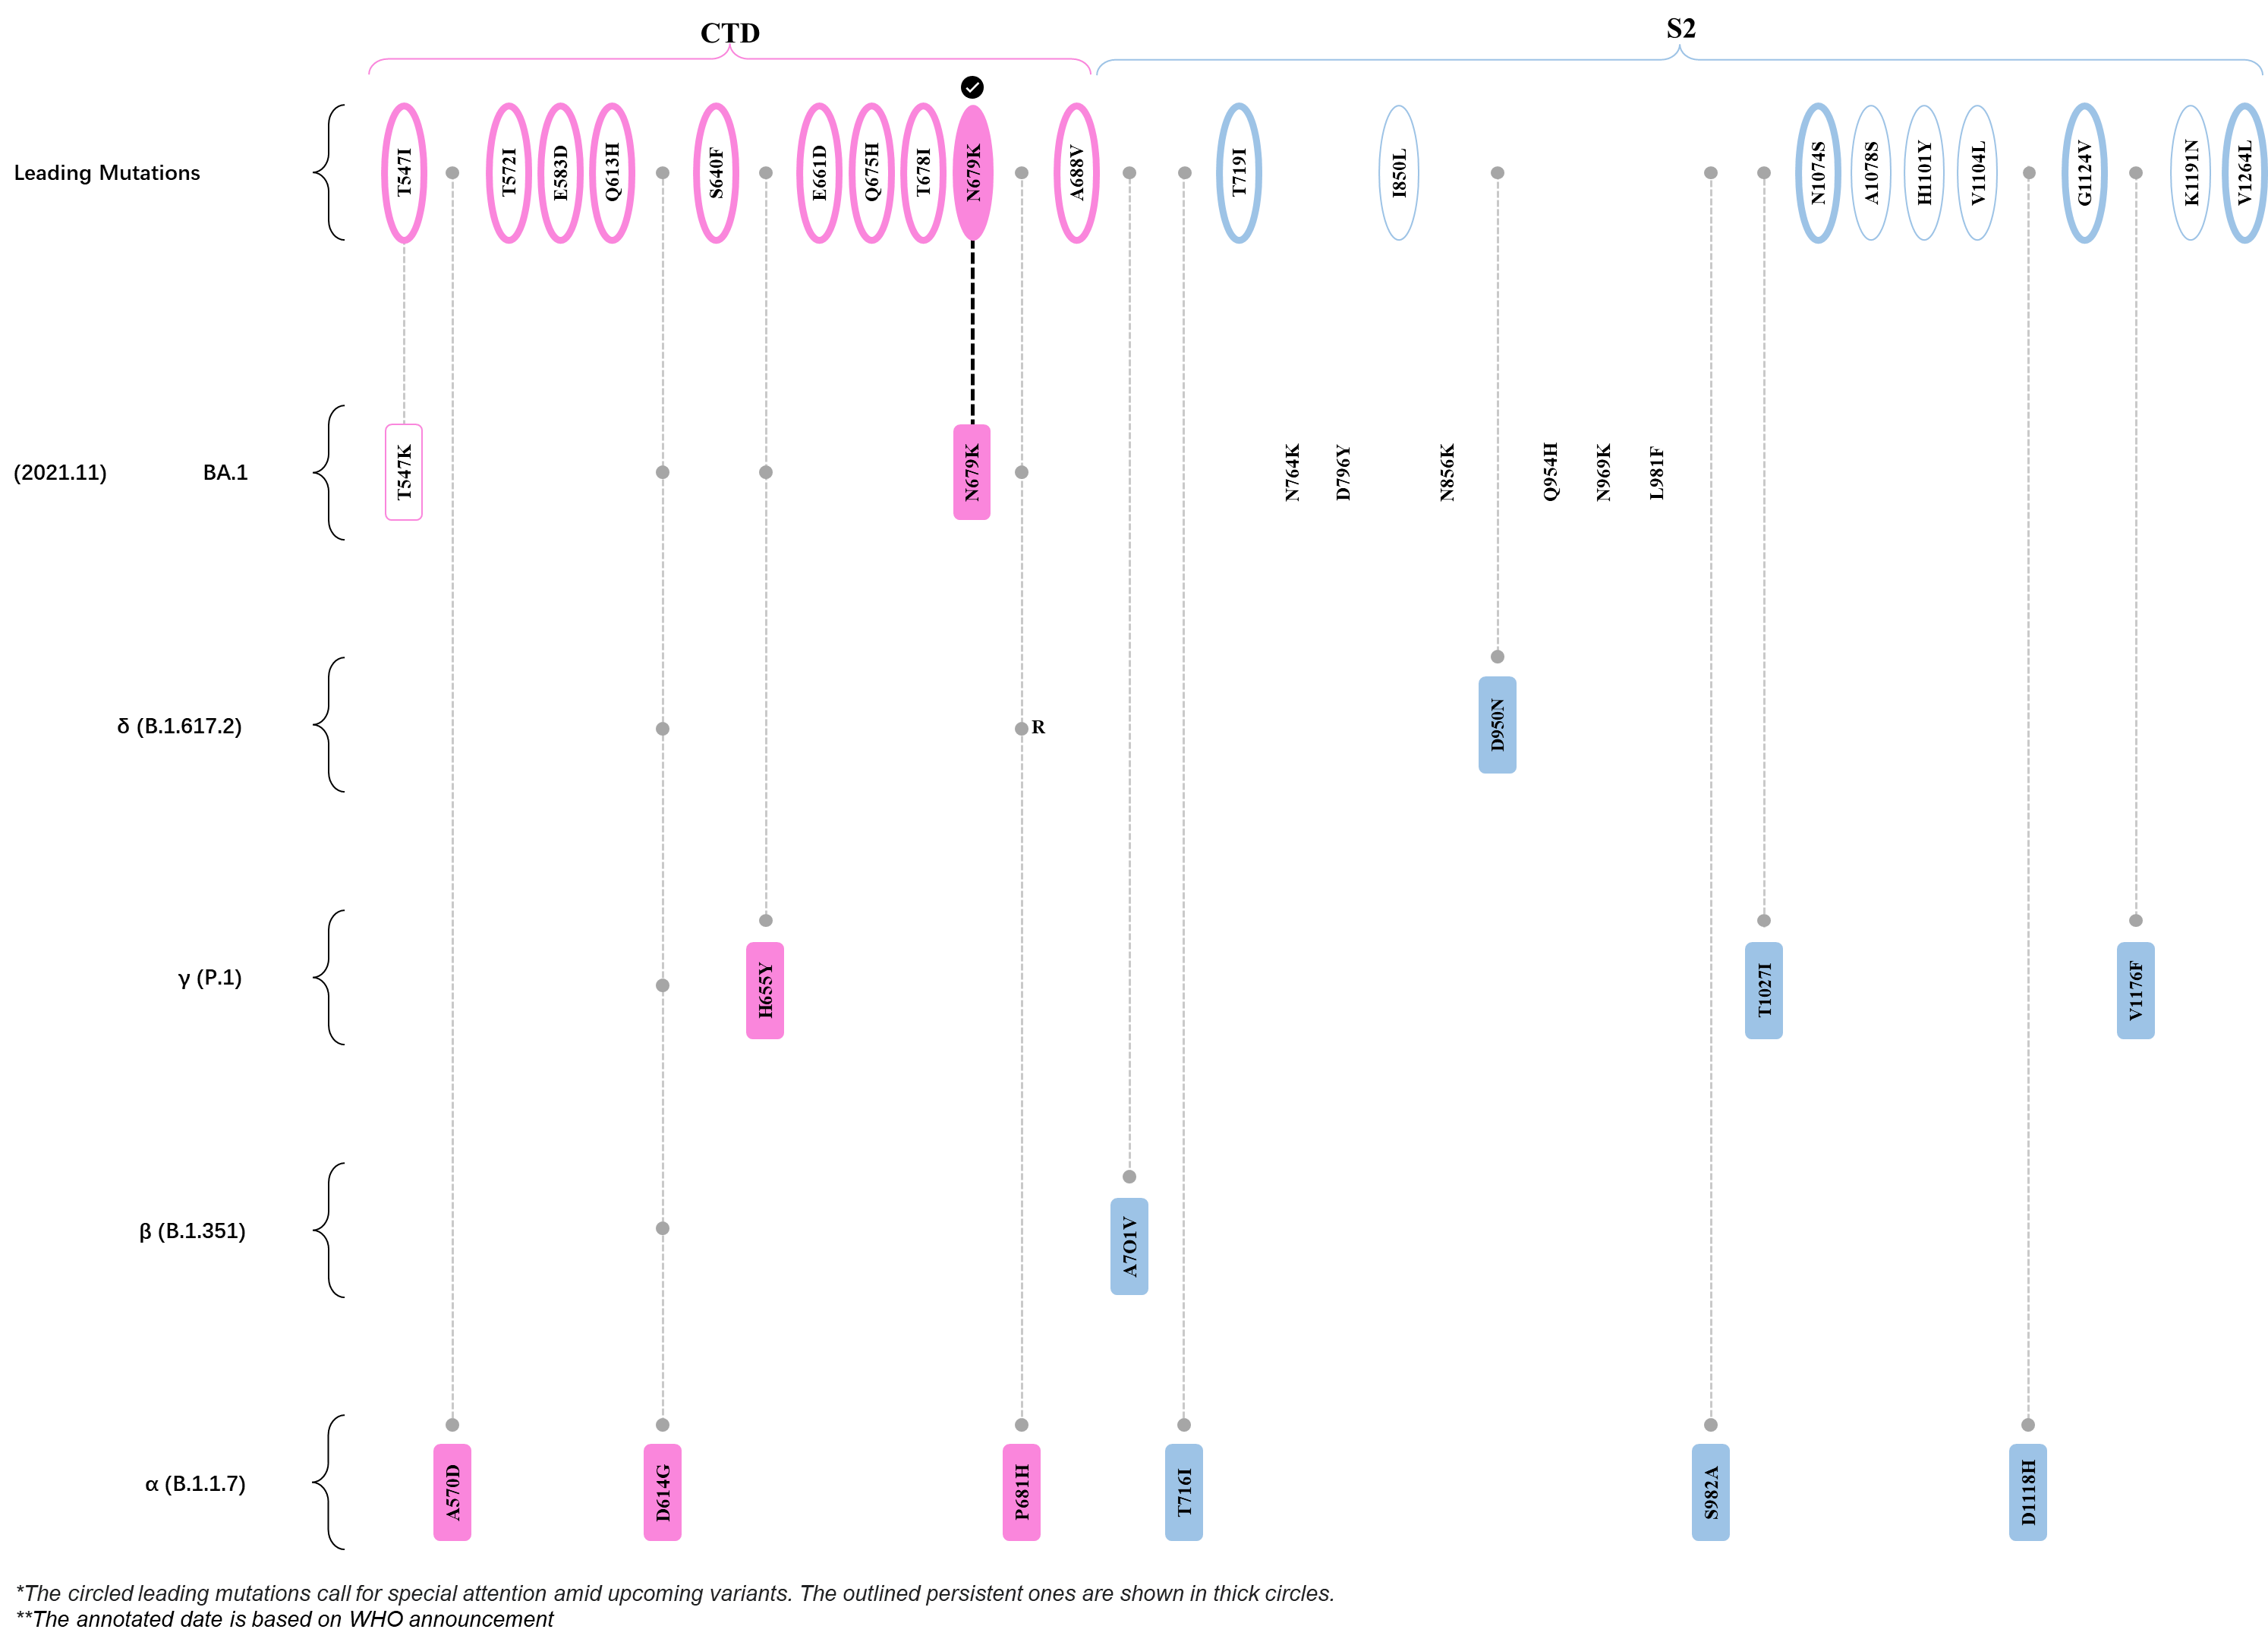 CTD
S2
Leading Mutations
T547I
T572I
E583D
Q613H
S640F
E661D
Q675H
T678I
N679K
A688V
T719I
I850L
N1074S
A1078S
H1101Y
V1104L
G1124V
K1191N
V1264L
(2021.11) BA.1
T547K
N679K
N764K
D796Y
N856K
Q954H
N969K
L981F
δ (B.1.617.2)
R
D950N
γ (P.1)
H655Y
T1027I
V1176F
β (B.1.351)
A7O1V
α (B.1.1.7)
A570D
D614G
P681H
T716I
S982A
D1118H
*The circled leading mutations call for special attention amid upcoming variants. The outlined persistent ones are shown in thick circles.
**The annotated date is based on WHO announcement